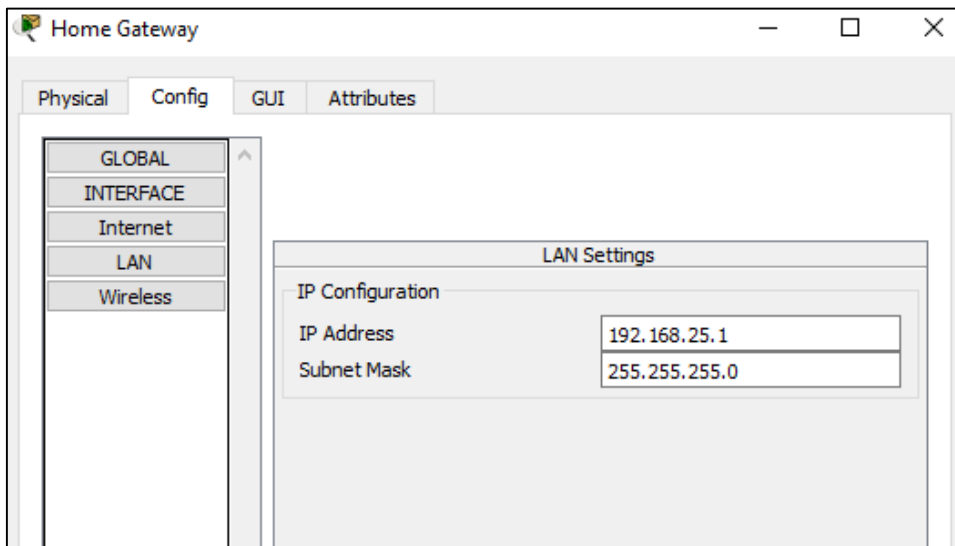 Home Gateway
Physical Config GUI Attributes
GLOBAL
INTERFACE
Internet
LAN
Wireless
LAN Settings
IP Configuration
IP Address 192.168.25.1
Subnet Mask 255.255.255.0